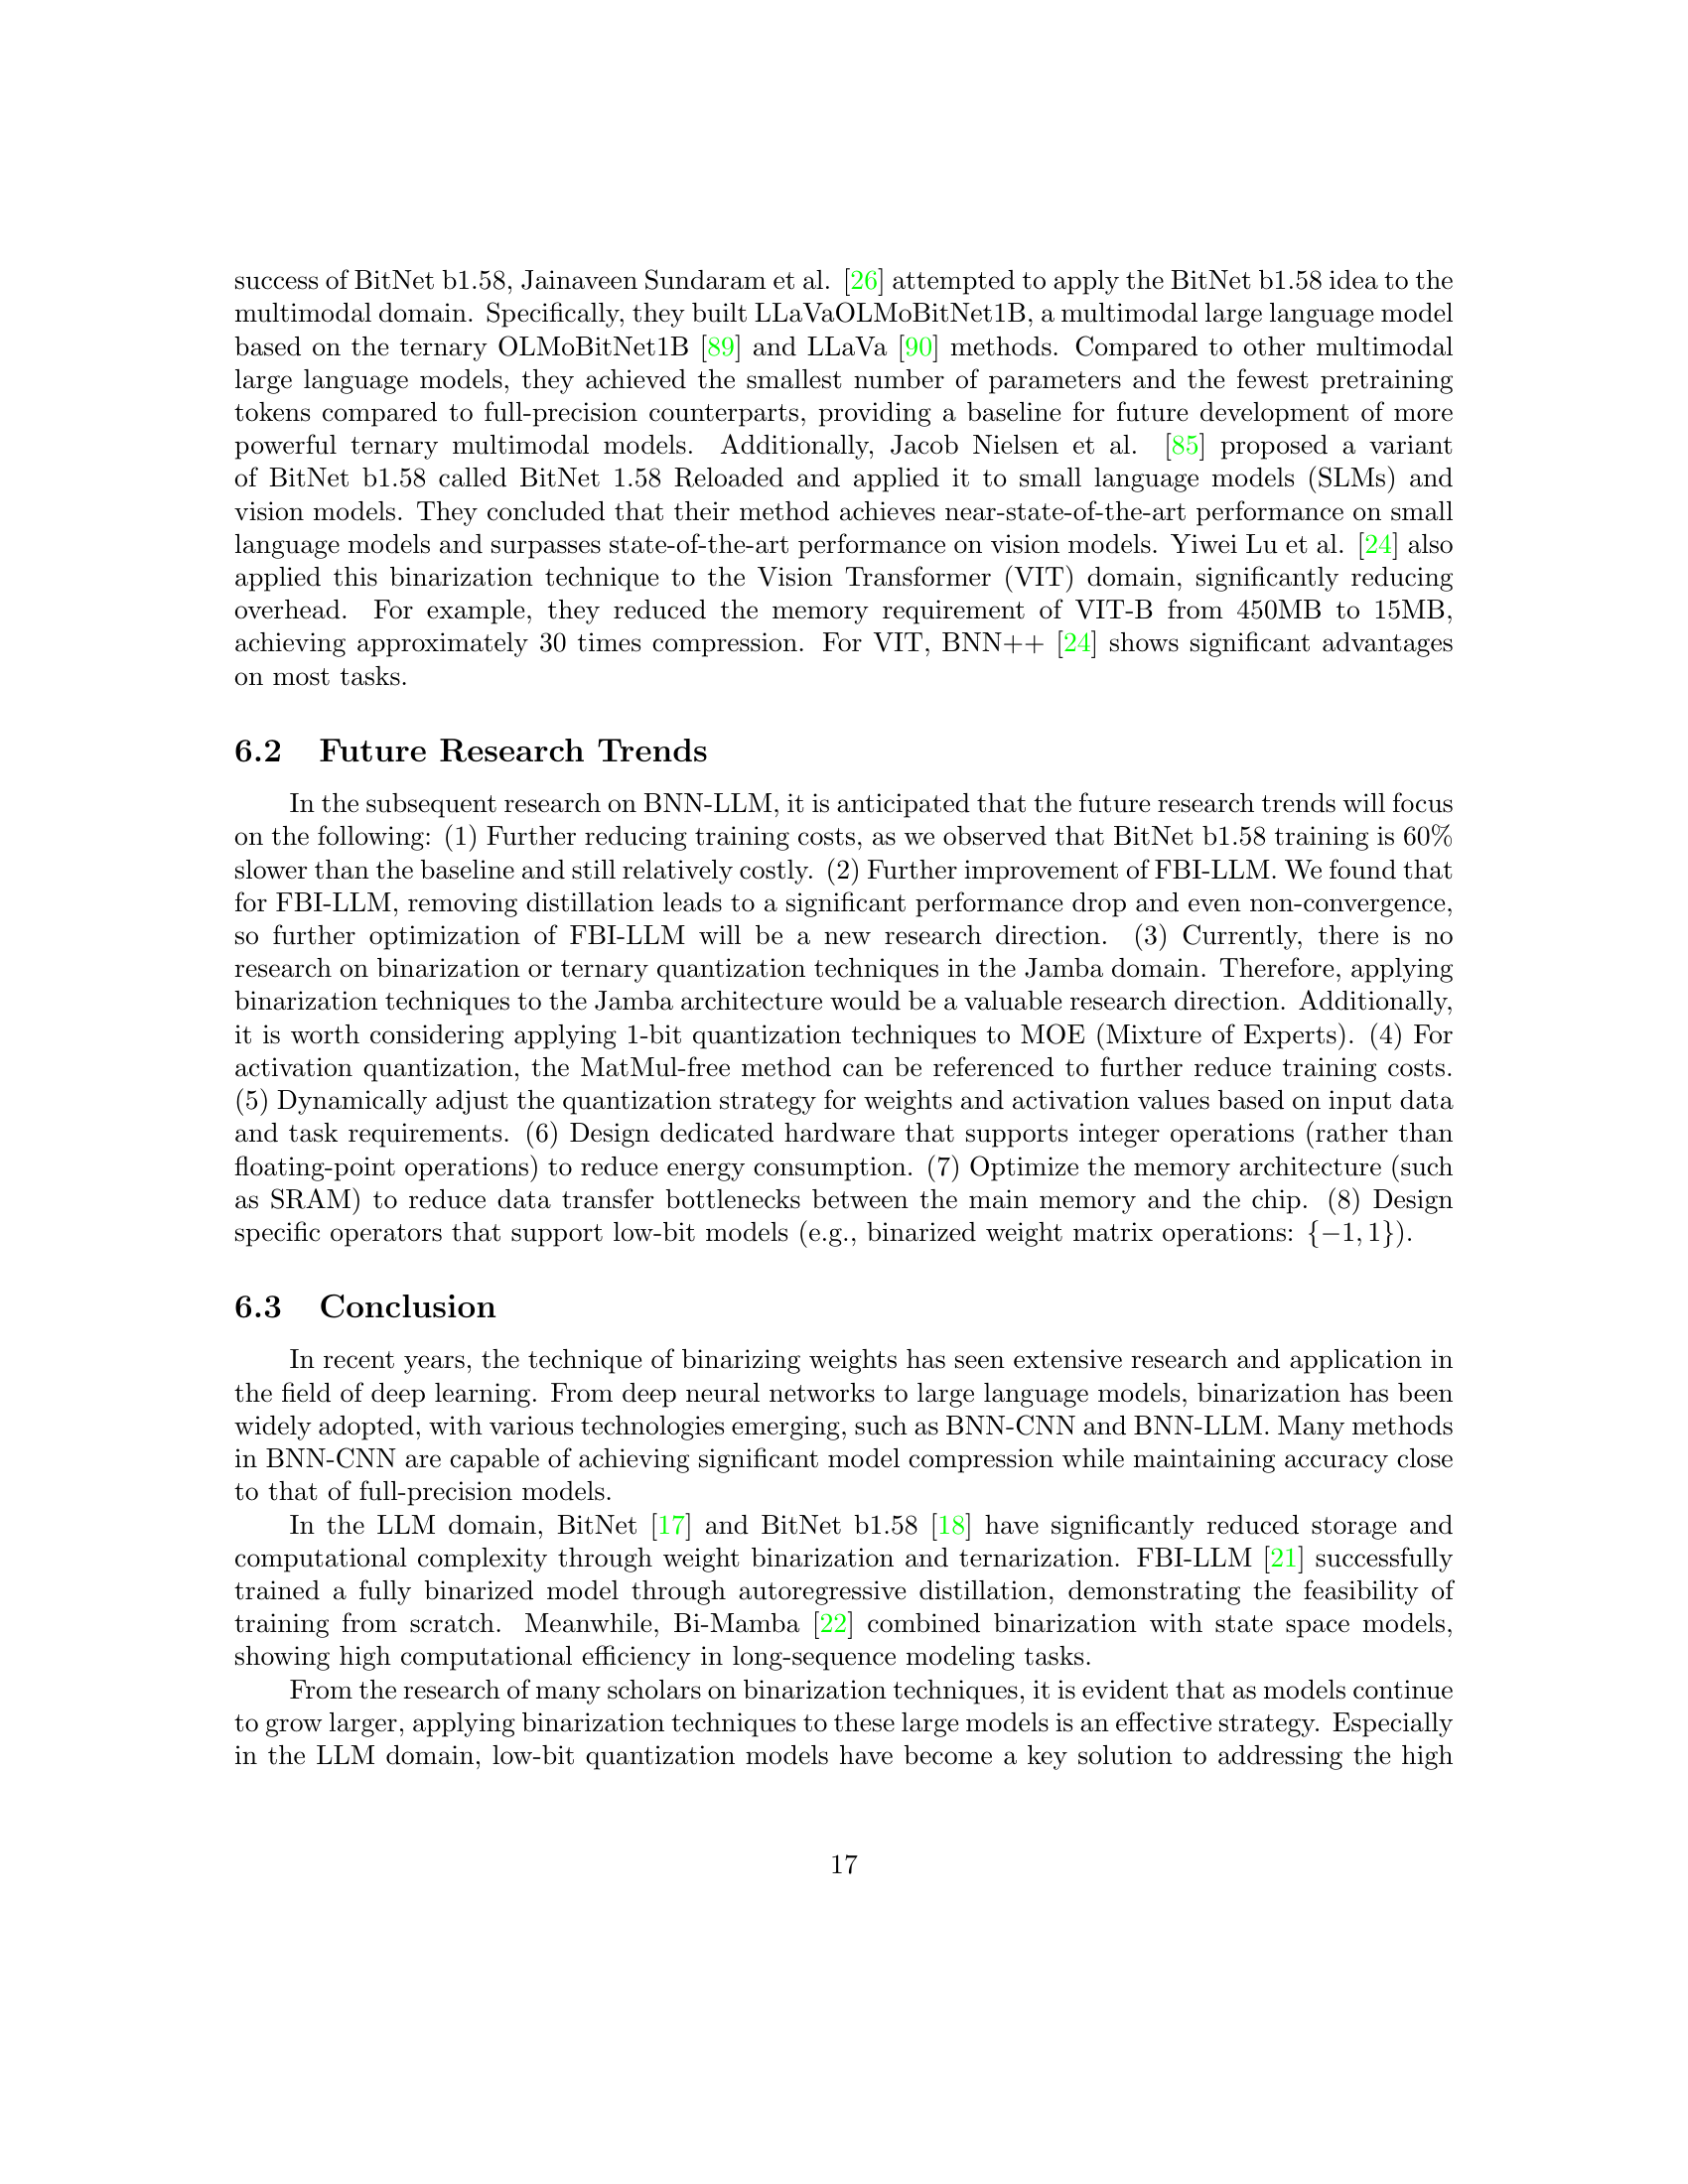 success of BitNet b1.58, Jainaveen Sundaram et al. [26] attempted to apply the BitNet b1.58 idea to the
multimodal domain. Specifically, they built LLaVaOLMoBitNet1B, a multimodal large language model
based on the ternary OLMoBitNet1B [89] and LLaVa [90] methods. Compared to other multimodal
large language models, they achieved the smallest number of parameters and the fewest pretraining
tokens compared to full-precision counterparts, providing a baseline for future development of more
powerful ternary multimodal models. Additionally, Jacob Nielsen et al. [85] proposed a variant
of BitNet b1.58 called BitNet 1.58 Reloaded and applied it to small language models (SLMs) and
vision models. They concluded that their method achieves near-state-of-the-art performance on small
language models and surpasses state-of-the-art performance on vision models. Yiwei Lu et al. [24] also
applied this binarization technique to the Vision Transformer (VIT) domain, significantly reducing
overhead. For example, they reduced the memory requirement of VIT-B from 450MB to 15MB,
achieving approximately 30 times compression. For VIT, BNN++ [24] shows significant advantages
on most tasks.
6.2 Future Research Trends
In the subsequent research on BNN-LLM, it is anticipated that the future research trends will focus
on the following: (1) Further reducing training costs, as we observed that BitNet b1.58 training is 60%
slower than the baseline and still relatively costly. (2) Further improvement of FBI-LLM. We found that
for FBI-LLM, removing distillation leads to a significant performance drop and even non-convergence,
so further optimization of FBI-LLM will be a new research direction. (3) Currently, there is no
research on binarization or ternary quantization techniques in the Jamba domain. Therefore, applying
binarization techniques to the Jamba architecture would be a valuable research direction. Additionally,
it is worth considering applying 1-bit quantization techniques to MOE (Mixture of Experts). (4) For
activation quantization, the MatMul-free method can be referenced to further reduce training costs.
(5) Dynamically adjust the quantization strategy for weights and activation values based on input data
and task requirements. (6) Design dedicated hardware that supports integer operations (rather than
floating-point operations) to reduce energy consumption. (7) Optimize the memory architecture (such
as SRAM) to reduce data transfer bottlenecks between the main memory and the chip. (8) Design
specific operators that support low-bit models (e.g., binarized weight matrix operations: {−1, 1}).
6.3 Conclusion
In recent years, the technique of binarizing weights has seen extensive research and application in
the field of deep learning. From deep neural networks to large language models, binarization has been
widely adopted, with various technologies emerging, such as BNN-CNN and BNN-LLM. Many methods
in BNN-CNN are capable of achieving significant model compression while maintaining accuracy close
to that of full-precision models.
In the LLM domain, BitNet [17] and BitNet b1.58 [18] have significantly reduced storage and
computational complexity through weight binarization and ternarization. FBI-LLM [21] successfully
trained a fully binarized model through autoregressive distillation, demonstrating the feasibility of
training from scratch. Meanwhile, Bi-Mamba [22] combined binarization with state space models,
showing high computational efficiency in long-sequence modeling tasks.
From the research of many scholars on binarization techniques, it is evident that as models continue
to grow larger, applying binarization techniques to these large models is an effective strategy. Especially
in the LLM domain, low-bit quantization models have become a key solution to addressing the high
17